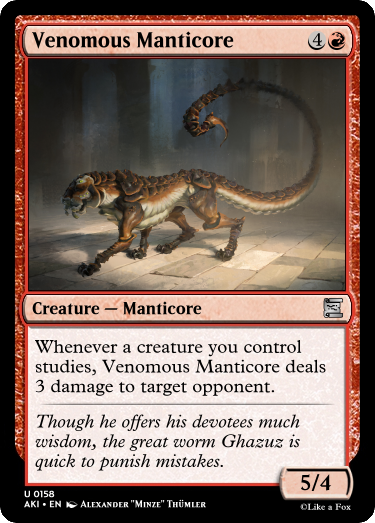 Venomous Manticore 4
Creature — Manticore
Whenever a creature you control
studies, Venomous Manticore deals
3 damage to target opponent.
Though he offers his devotees much
wisdom, the great worm Ghazuz is
quick to punish mistakes.
5/4
U 0158
AKI • EN Alexander "Minze" Thümler
©Like a Fox